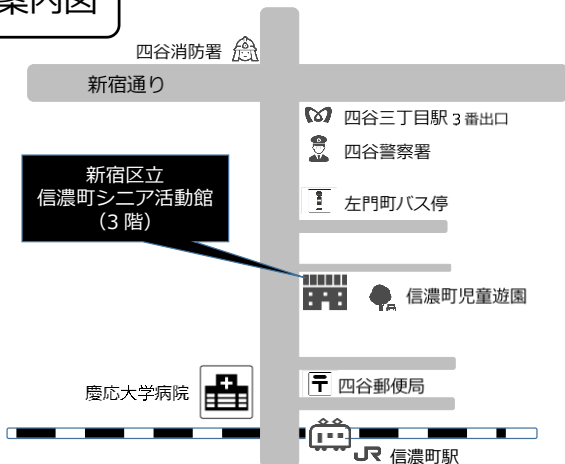 案内図
四谷消防署
新宿通り
四谷三丁目駅 3 番出口
四谷警察署
新宿区立
信濃町シニア活動館
（3 階）
左門町バス停
信濃町児童遊園
慶応大学病院
〒 四谷郵便局
JR 信濃町駅